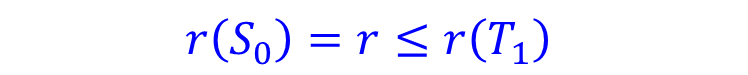 r(S₀) = r ≤ r(T₁)